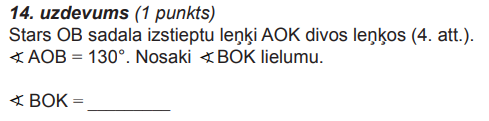 14. uzdevums (1 punkts)
Stars OB sadala izstieptu leņķi AOK divos leņķos (4. att.).
∢ AOB = 130°. Nosaki ∢BOK lielumu.
∢ BOK = ________